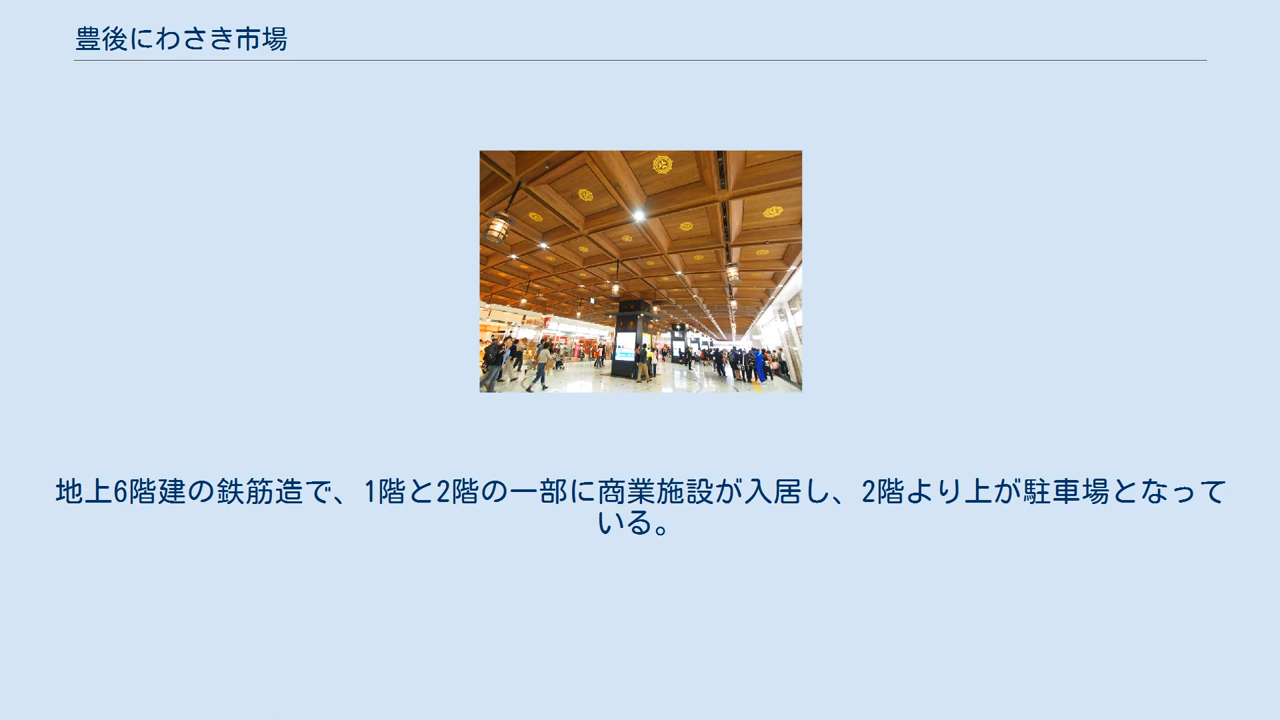 豊後にわさき市場
地上6階建の鉄筋造で、1階と2階の一部に商業施設が入居し、2階より上が駐車場となって
いる。